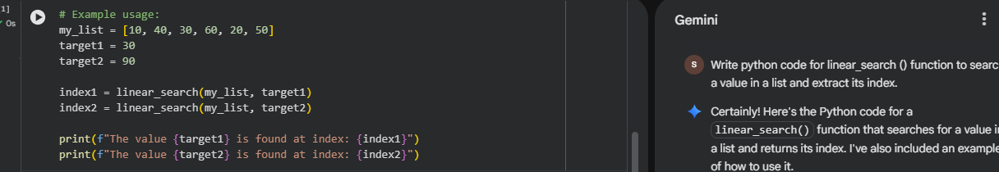 [1]
0s
# Example usage:
my_list = [10, 40, 30, 60, 20, 50]
target1 = 30
target2 = 90
index1 = linear_search(my_list, target1)
index2 = linear_search(my_list, target2)
print(f"The value {target1} is found at index: {index1}")
print(f"The value {target2} is found at index: {index2}")
Gemini
S
Write python code for linear_search () function to searc
a value in a list and extract its index.
Certainly! Here's the Python code for a
linear_search() function that searches for a value i
a list and returns its index. I've also included an example
of how to use it.